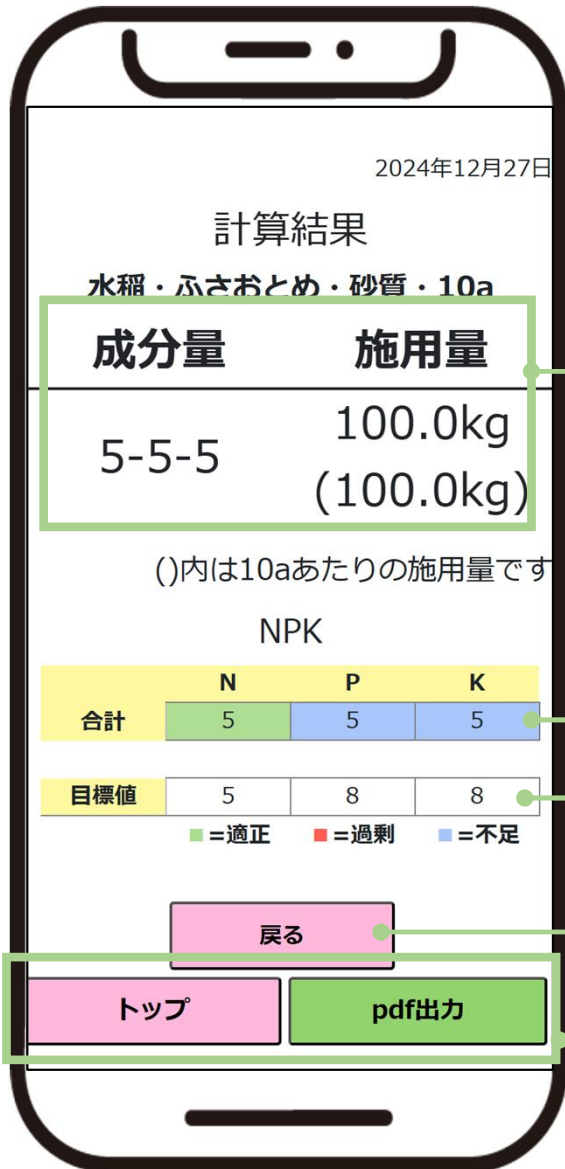 2024年12月27日
計算結果
水稲・ふさおとめ・砂質・10a
成分量 施用量
5-5-5 100.0kg
(100.0kg)
()内は10aあたりの施用量です
NPK
N P K
合計 5 5 5
目標値 5 8 8
■=適正 ■=過剰 ■=不足
戻る
トップ pdf出力